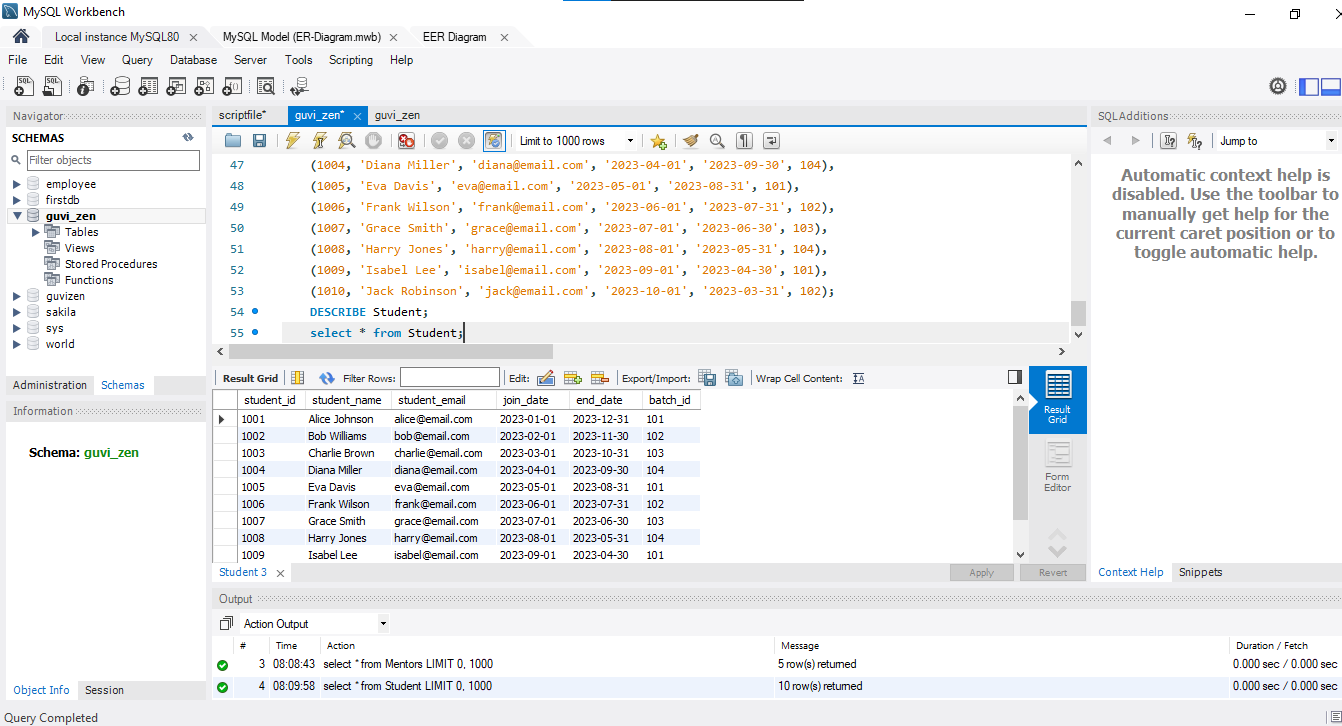 MySQL Workbench
Local instance MySQL80
MySQL Model (ER-Diagram.mwb)
EER Diagram
File Edit View Query Database Server Tools Scripting Help
Navigator
SCHEMAS
Filter objects
employee
firstdb
guvi_zen
Tables
Views
Stored Procedures
Functions
guvizen
sakila
sys
world
Administration Schemas
Information
Schema: guvi_zen
Object Info Session
scriptfile* guvi_zen* guvi_zen
Limit to 1000 rows
47 (1004, 'Diana Miller', 'diana@email.com', '2023-04-01', '2023-09-30', 104),
48 (1005, 'Eva Davis', 'eva@email.com', '2023-05-01', '2023-08-31', 101),
49 (1006, 'Frank Wilson', 'frank@email.com', '2023-06-01', '2023-07-31', 102),
50 (1007, 'Grace Smith', 'grace@email.com', '2023-07-01', '2023-06-30', 103),
51 (1008, 'Harry Jones', 'harry@email.com', '2023-08-01', '2023-05-31', 104),
52 (1009, 'Isabel Lee', 'isabel@email.com', '2023-09-01', '2023-04-30', 101),
53 (1010, 'Jack Robinson', 'jack@email.com', '2023-10-01', '2023-03-31', 102);
54 DESCRIBE Student;
55 select * from Student;
Result Grid Filter Rows: Edit: Export/Import: Wrap Cell Content:
student_id student_name student_email join_date end_date batch_id
1001 Alice Johnson alice@email.com 2023-01-01 2023-12-31 101
1002 Bob Williams bob@email.com 2023-02-01 2023-11-30 102
1003 Charlie Brown charlie@email.com 2023-03-01 2023-10-31 103
1004 Diana Miller diana@email.com 2023-04-01 2023-09-30 104
1005 Eva Davis eva@email.com 2023-05-01 2023-08-31 101
1006 Frank Wilson frank@email.com 2023-06-01 2023-07-31 102
1007 Grace Smith grace@email.com 2023-07-01 2023-06-30 103
1008 Harry Jones harry@email.com 2023-08-01 2023-05-31 104
1009 Isabel Lee isabel@email.com 2023-09-01 2023-04-30 101
Result
Grid
Form
Editor
Student 3
Apply Revert
SQLAdditions
Jump to
Automatic context help is
disabled. Use the toolbar to
manually get help for the
current caret position or to
toggle automatic help.
Context Help Snippets
Output
Action Output
# Time Action Message Duration / Fetch
3 08:08:43 select * from Mentors LIMIT 0, 1000 5 row(s) returned 0.000 sec / 0.000 sec
4 08:09:58 select * from Student LIMIT 0, 1000 10 row(s) returned 0.000 sec / 0.000 sec
Query Completed